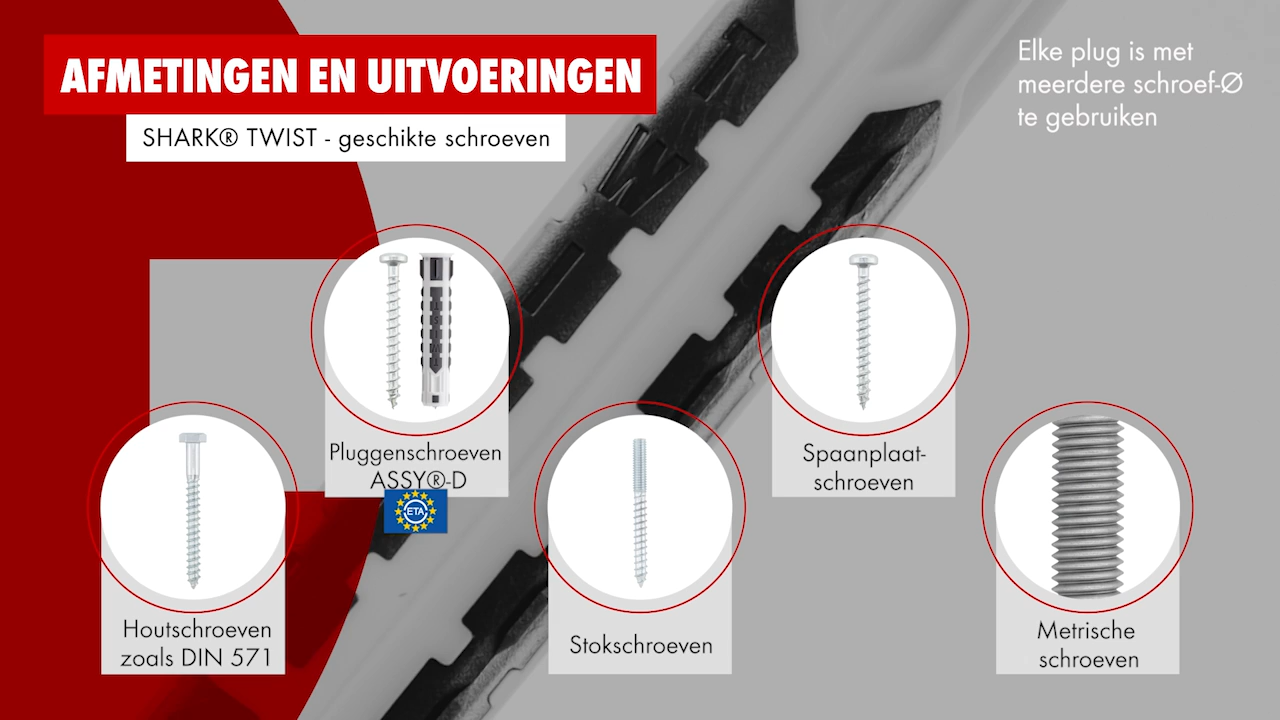 AFMETINGEN EN UITVOERINGEN
SHARK® TWIST - geschikte schroeven
Elke plug is met
meerdere schroef-Ø
te gebruiken
Houtschroeven
zoals DIN 571
Pluggenschroeven
ASSY®-D
ETA
Stokschroeven
Spaanplaat-
schroeven
Metrische
schroeven